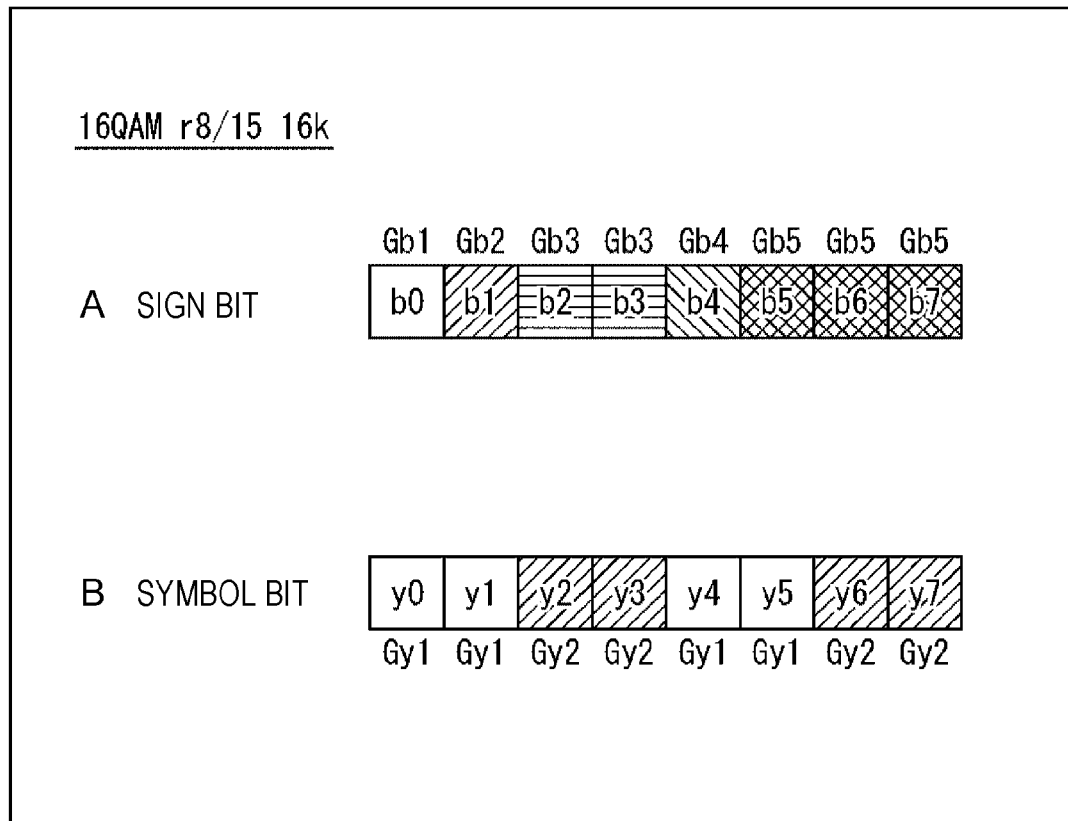 16QAM r8/15 16k
Gb1 Gb2 Gb3 Gb3 Gb4 Gb5 Gb5 Gb5
A SIGN BIT b0 b1 b2 b3 b4 b5 b6 b7
B SYMBOL BIT y0 y1 y2 y3 y4 y5 y6 y7
Gy1 Gy1 Gy2 Gy2 Gy1 Gy1 Gy2 Gy2